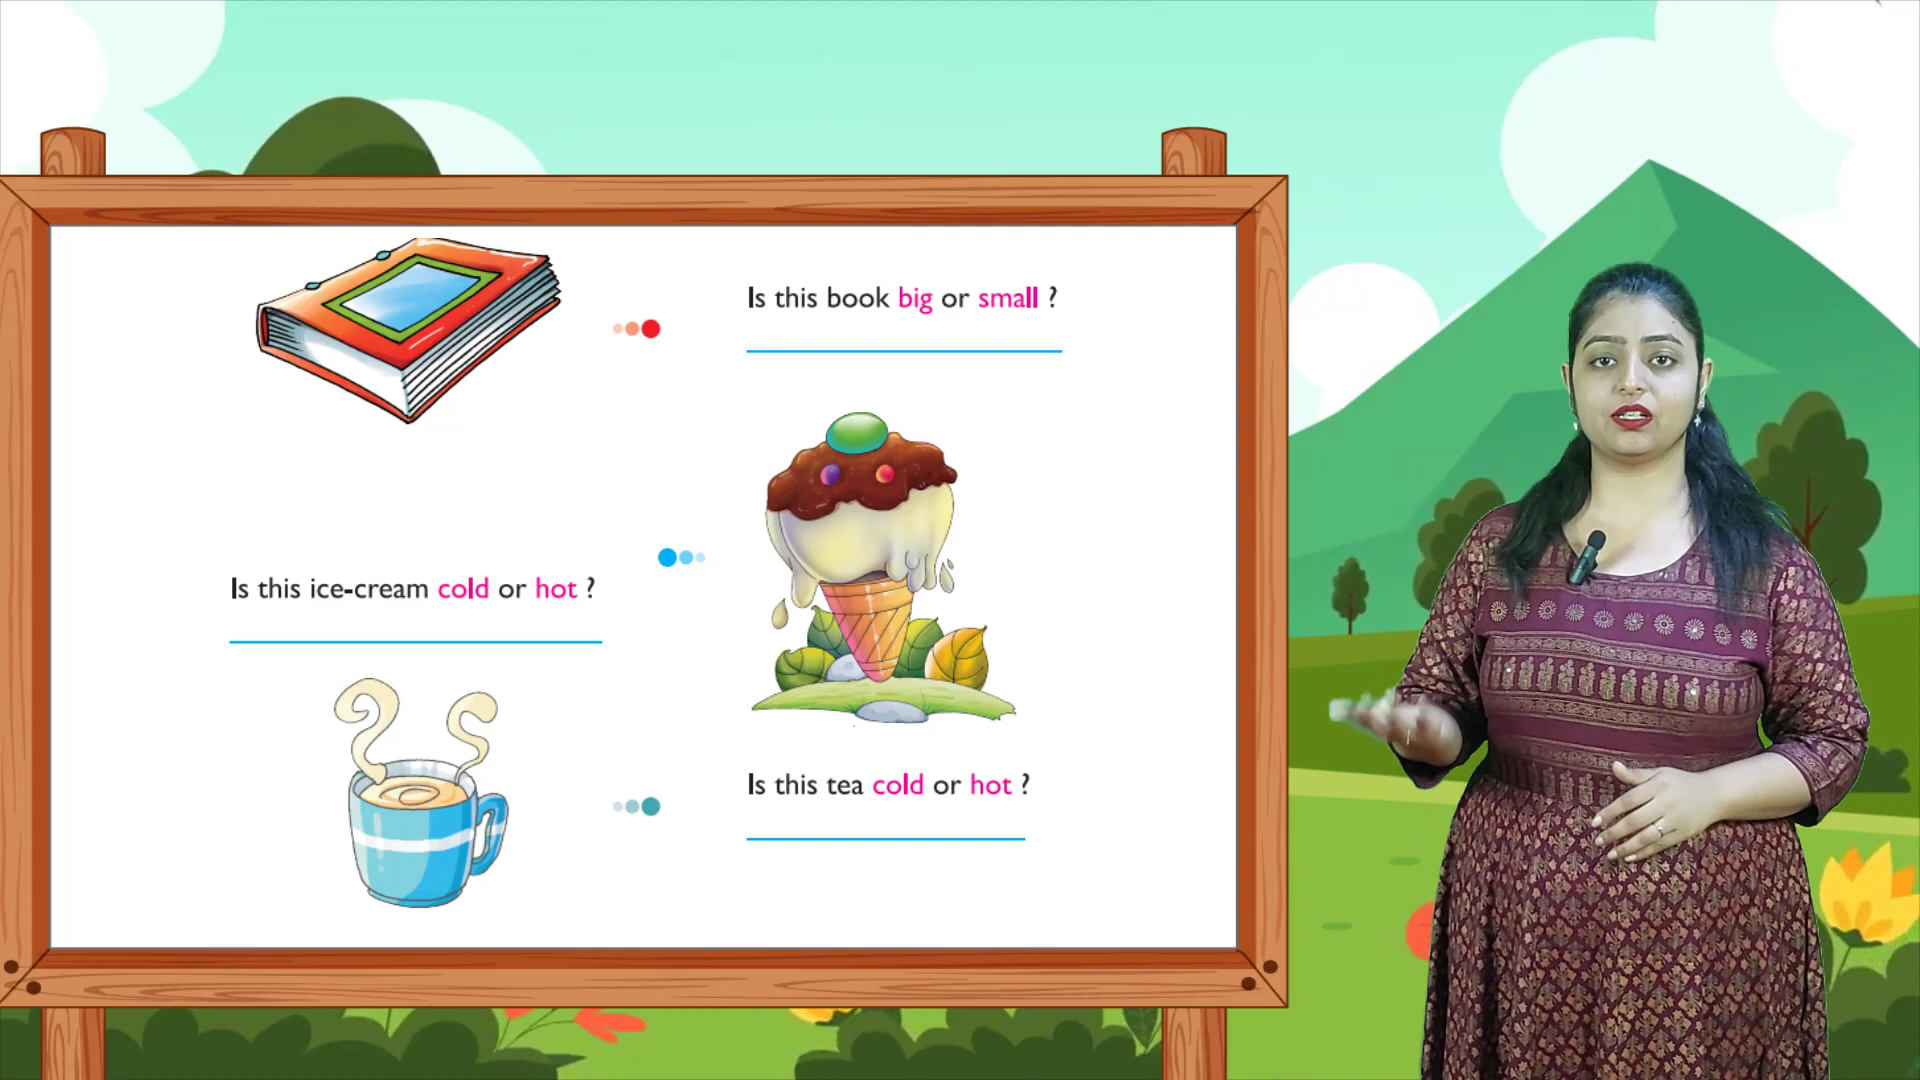 Is this book big or small ?
Is this ice-cream cold or hot ?
Is this tea cold or hot ?